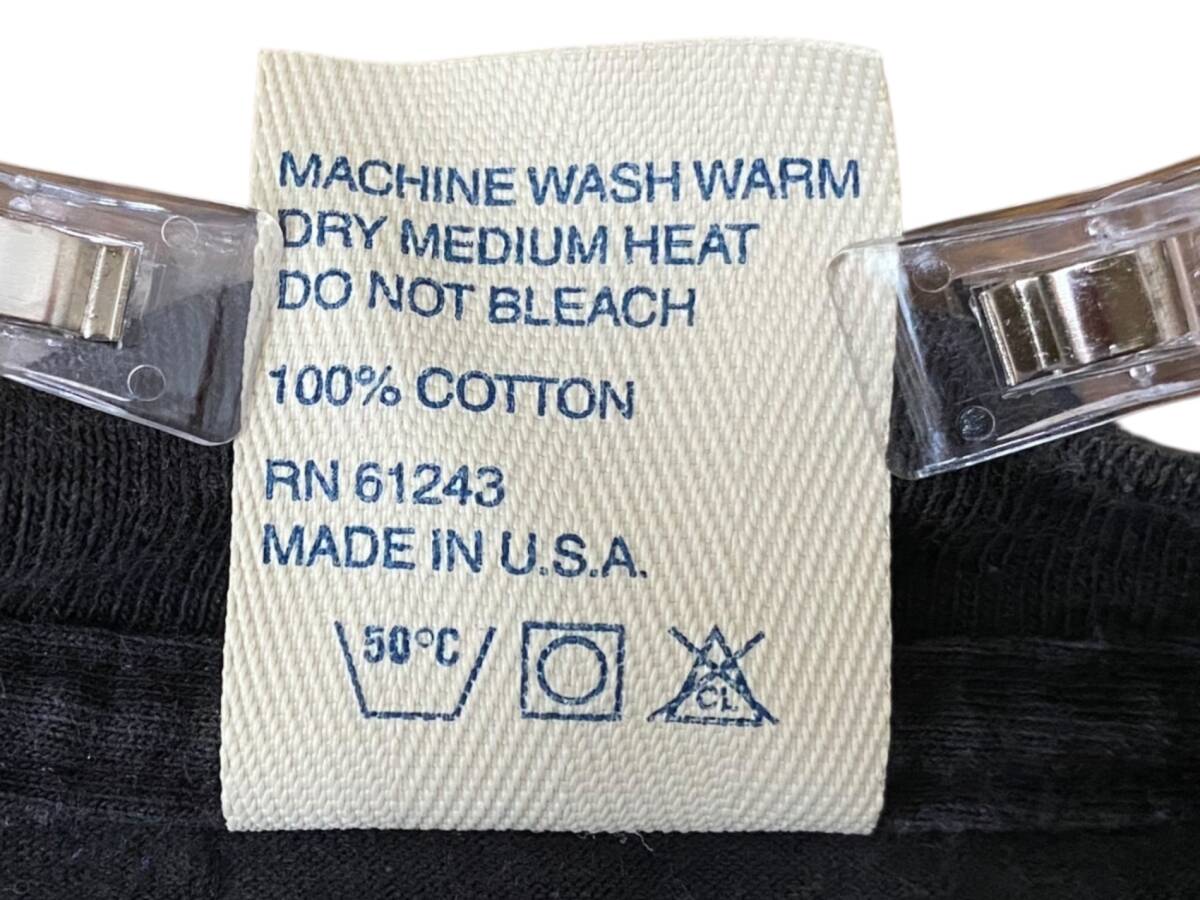 MACHINE WASH WARM
DRY MEDIUM HEAT
DO NOT BLEACH
100% COTTON
RN 61243
MADE IN U.S.A.
50°C
CL